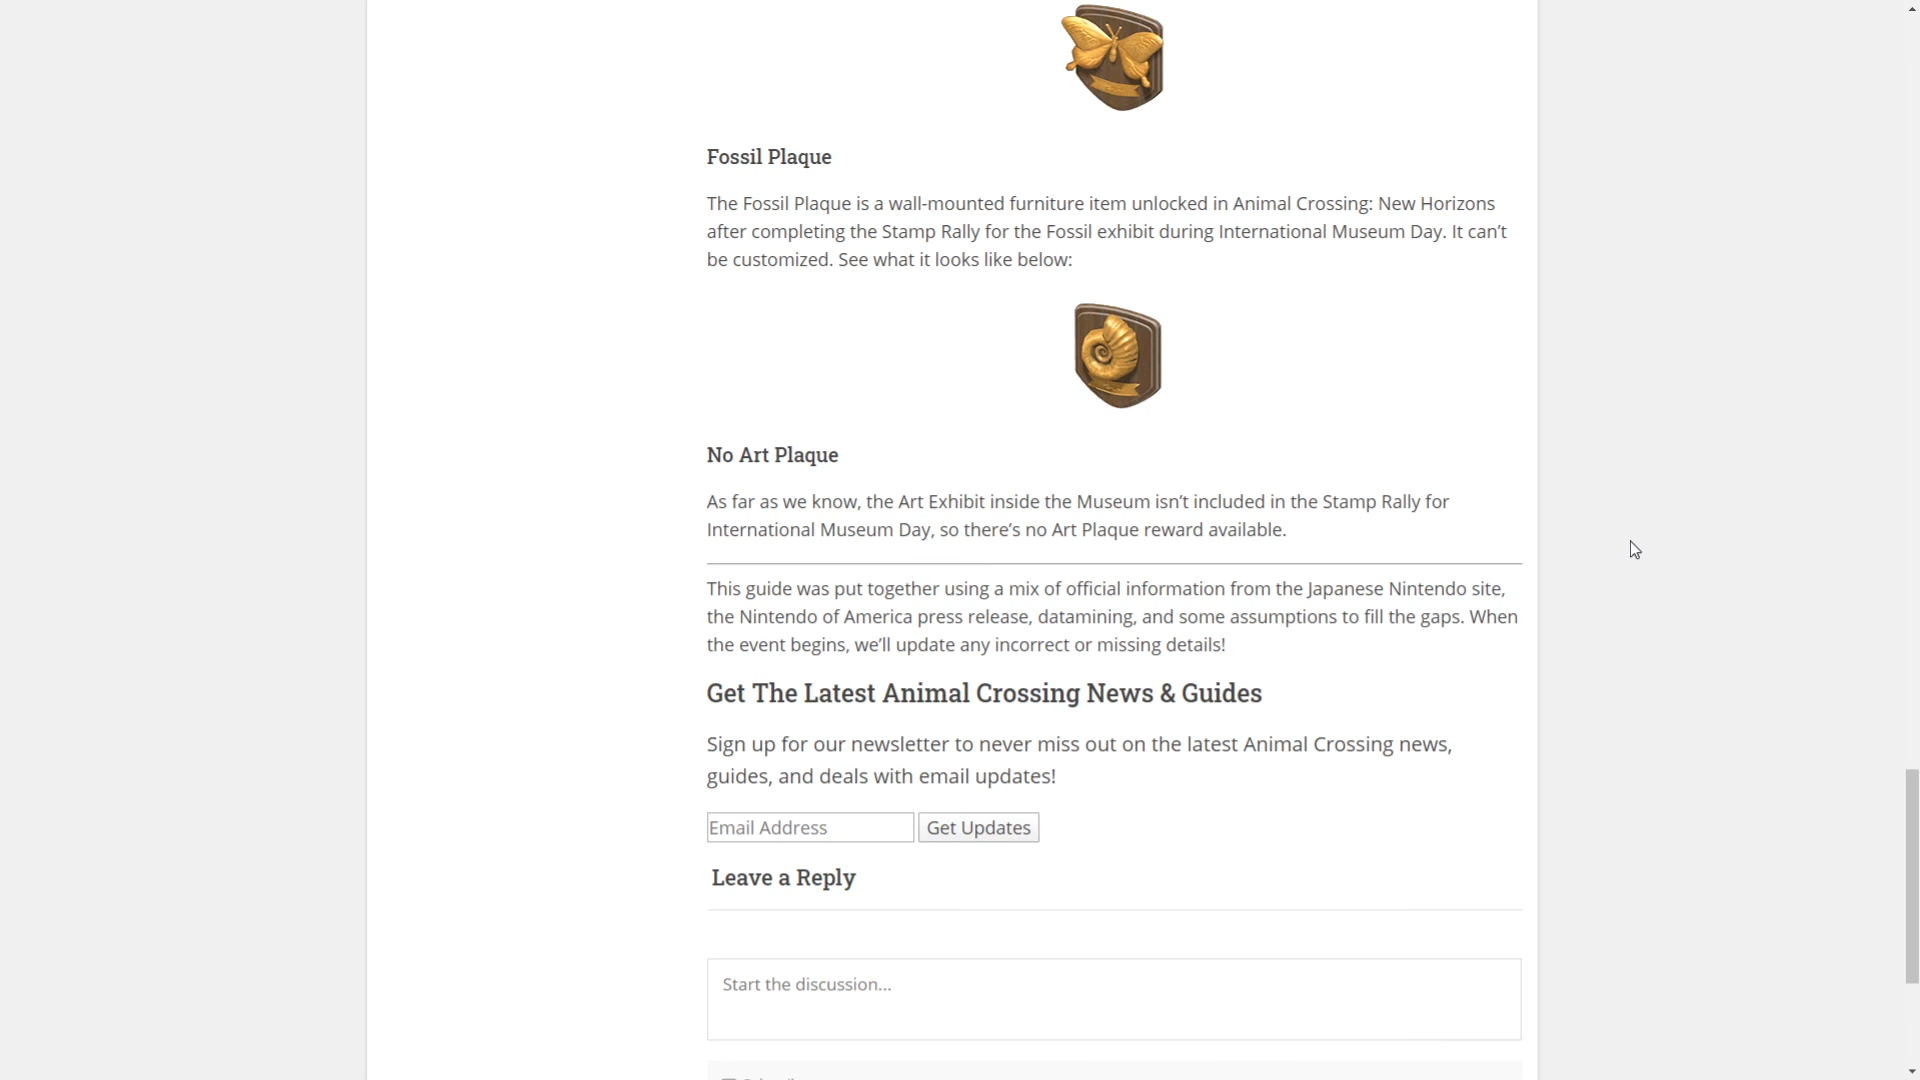 Fossil Plaque
The Fossil Plaque is a wall-mounted furniture item unlocked in Animal Crossing: New Horizons
after completing the Stamp Rally for the Fossil exhibit during International Museum Day. It can’t
be customized. See what it looks like below:
No Art Plaque
As far as we know, the Art Exhibit inside the Museum isn’t included in the Stamp Rally for
International Museum Day, so there’s no Art Plaque reward available.
This guide was put together using a mix of official information from the Japanese Nintendo site,
the Nintendo of America press release, datamining, and some assumptions to fill the gaps. When
the event begins, we’ll update any incorrect or missing details!
Get The Latest Animal Crossing News & Guides
Sign up for our newsletter to never miss out on the latest Animal Crossing news,
guides, and deals with email updates!
Email Address Get Updates
Leave a Reply
Start the discussion...